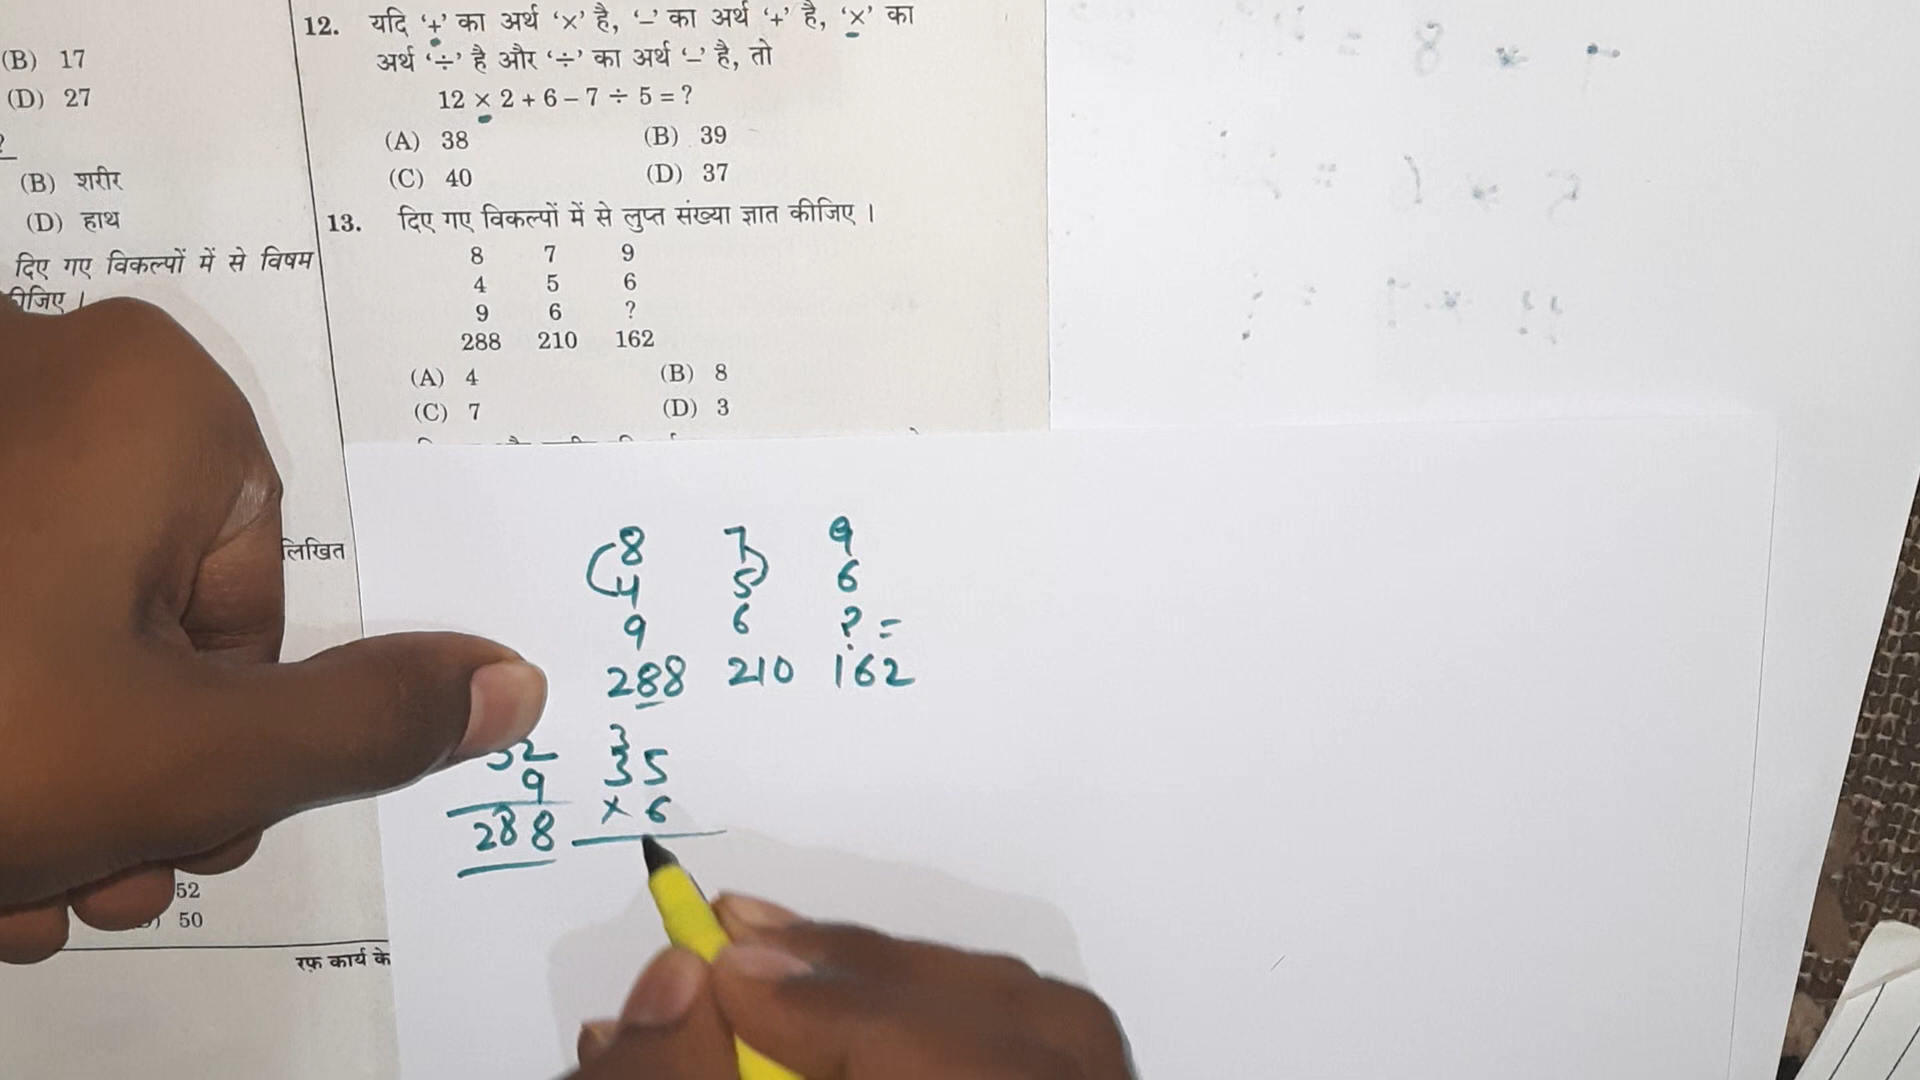 (B) 17
(D) 27
?
(B) शरीर
(D) हाथ
दिए गए विकल्पों में से विषम
लिखित
52
50
रफ़ कार्य के
12. यदि ‘+’ का अर्थ ‘×’ है, ‘–’ का अर्थ ‘+’ है, ‘×’ का
अर्थ ‘÷’ है और ‘÷’ का अर्थ ‘–’ है, तो
12 × 2 + 6 – 7 ÷ 5 = ?
(A) 38 (B) 39
(C) 40 (D) 37
13. दिए गए विकल्पों में से लुप्त संख्या ज्ञात कीजिए ।
8 7 9
4 5 6
9 6 ?
288 210 162
(A) 4 (B) 8
(C) 7 (D) 3
8 7 9
4 5 6
9 6 ? =
288 210 162
32
9
288
3
35
× 6